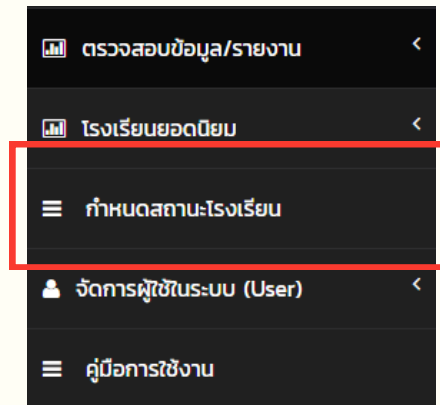 ตรวจสอบข้อมูล/รายงาน
โรงเรียนยอดนิยม
กำหนดสถานะโรงเรียน
จัดการผู้ใช้ในระบบ (User)
คู่มือการใช้งาน